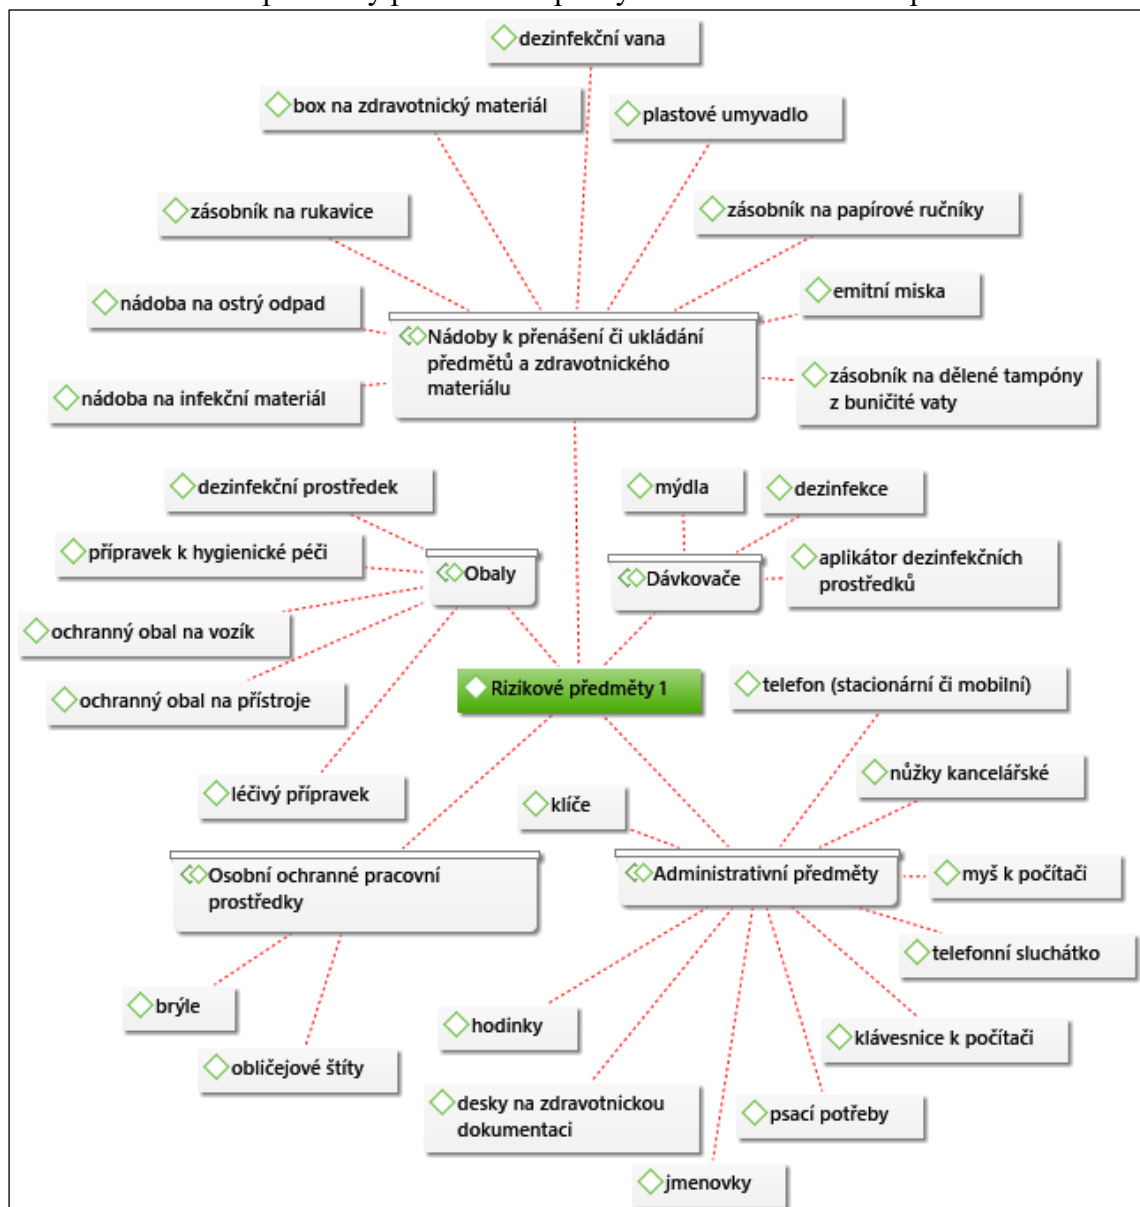 dezinfekční vana
box na zdravotnický materiál
plastové umyvadlo
zásobník na rukavice
zásobník na papírové ručníky
nádoba na ostrý odpad
emitní miska
Nádoby k přenášení či ukládání
předmětů a zdravotnického
materiálu
nádoba na infekční materiál
zásobník na dělené tampóny
z buničité vaty
dezinfekční prostředek
mýdla
dezinfekce
přípravek k hygienické péči
Obaly
Dávkovače
aplikátor dezinfekčních
prostředků
ochranný obal na vozík
ochranný obal na přístroje
Rizikové předměty 1
telefon (stacionární či mobilní)
léčivý přípravek
klíče
nůžky kancelářské
Osobní ochranné pracovní
prostředky
Administrativní předměty
myš k počítači
telefonní sluchátko
brýle
hodinky
klávesnice k počítači
obličejové štíty
desky na zdravotnickou
dokumentaci
psací potřeby
jmenovky